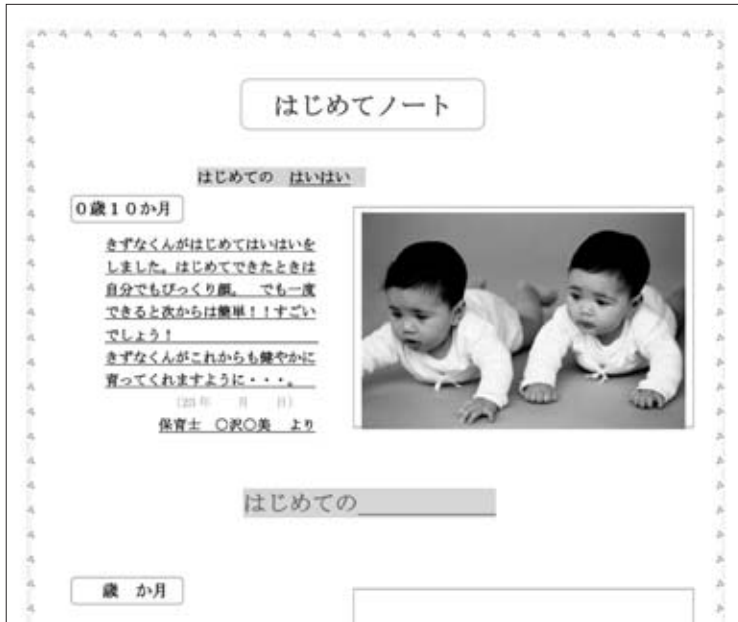 はじめてノート
はじめての　はいはい
０歳１０か月
きずなくんがはじめてはいはいを
しました。はじめてできたときは
自分でもびっくり顔。　でも一度
できると次からは簡単！！すごい
でしょう！
きずなくんがこれからも健やかに
育ってくれますように・・・。
（23年　　月　　日）
保育士　〇沢〇美　より
はじめての
歳　か月